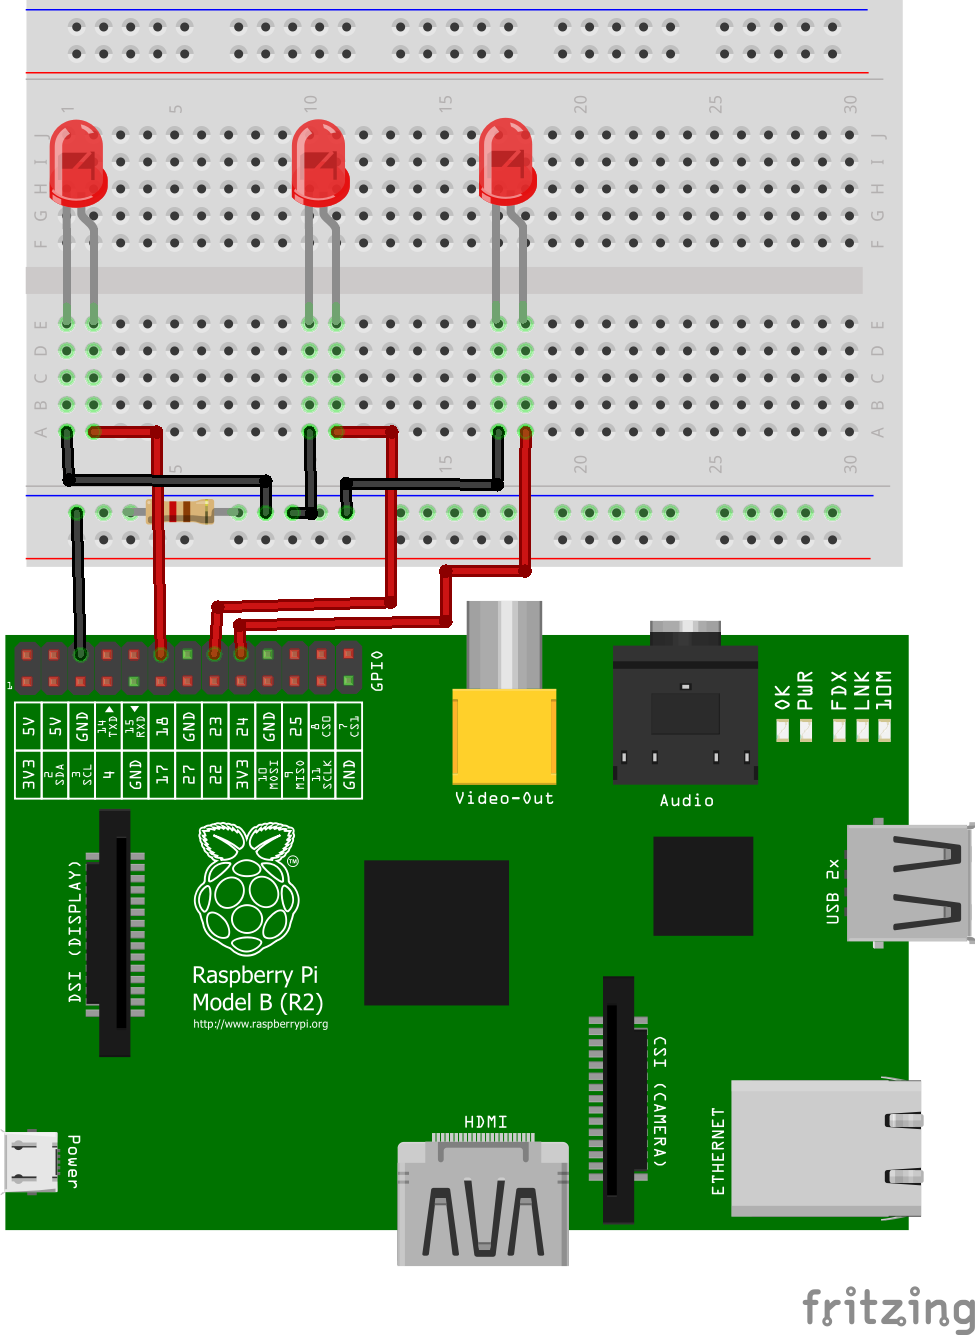 1 5 10 15 20 25 30
J J
I I
H H
G G
F F
E E
D D
C C
B B
A A
5 15 20 25 30
GPIO
1
5V 5V GND 14 TXD 15 RXD 18 GND 23 24 GND 25 8 CS0 7 CS1
3V3 2 SDA 3 SCL 4 GND 17 27 22 3V3 10 MOSI 9 MISO 11 SCLK GND
OK PWR FDX LNK 10M
Video-Out
Audio
USB 2x
DSI (DISPLAY)
TM
Raspberry Pi
Model B (R2)
http://www.raspberrypi.org
CSI (CAMERA)
HDMI
ETHERNET
Power
fritzing